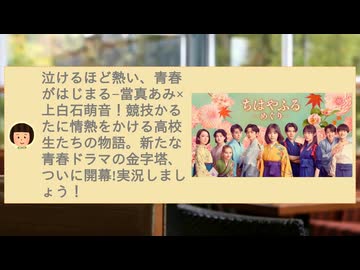 泣けるほど熱い、青春
がはじまる−當真あみ×
上白石萌音！競技かる
たに情熱をかける高校
生たちの物語。新たな
青春ドラマの金字塔、
ついに開幕!実況しまし
ょう！
ちはやふる
めぐり